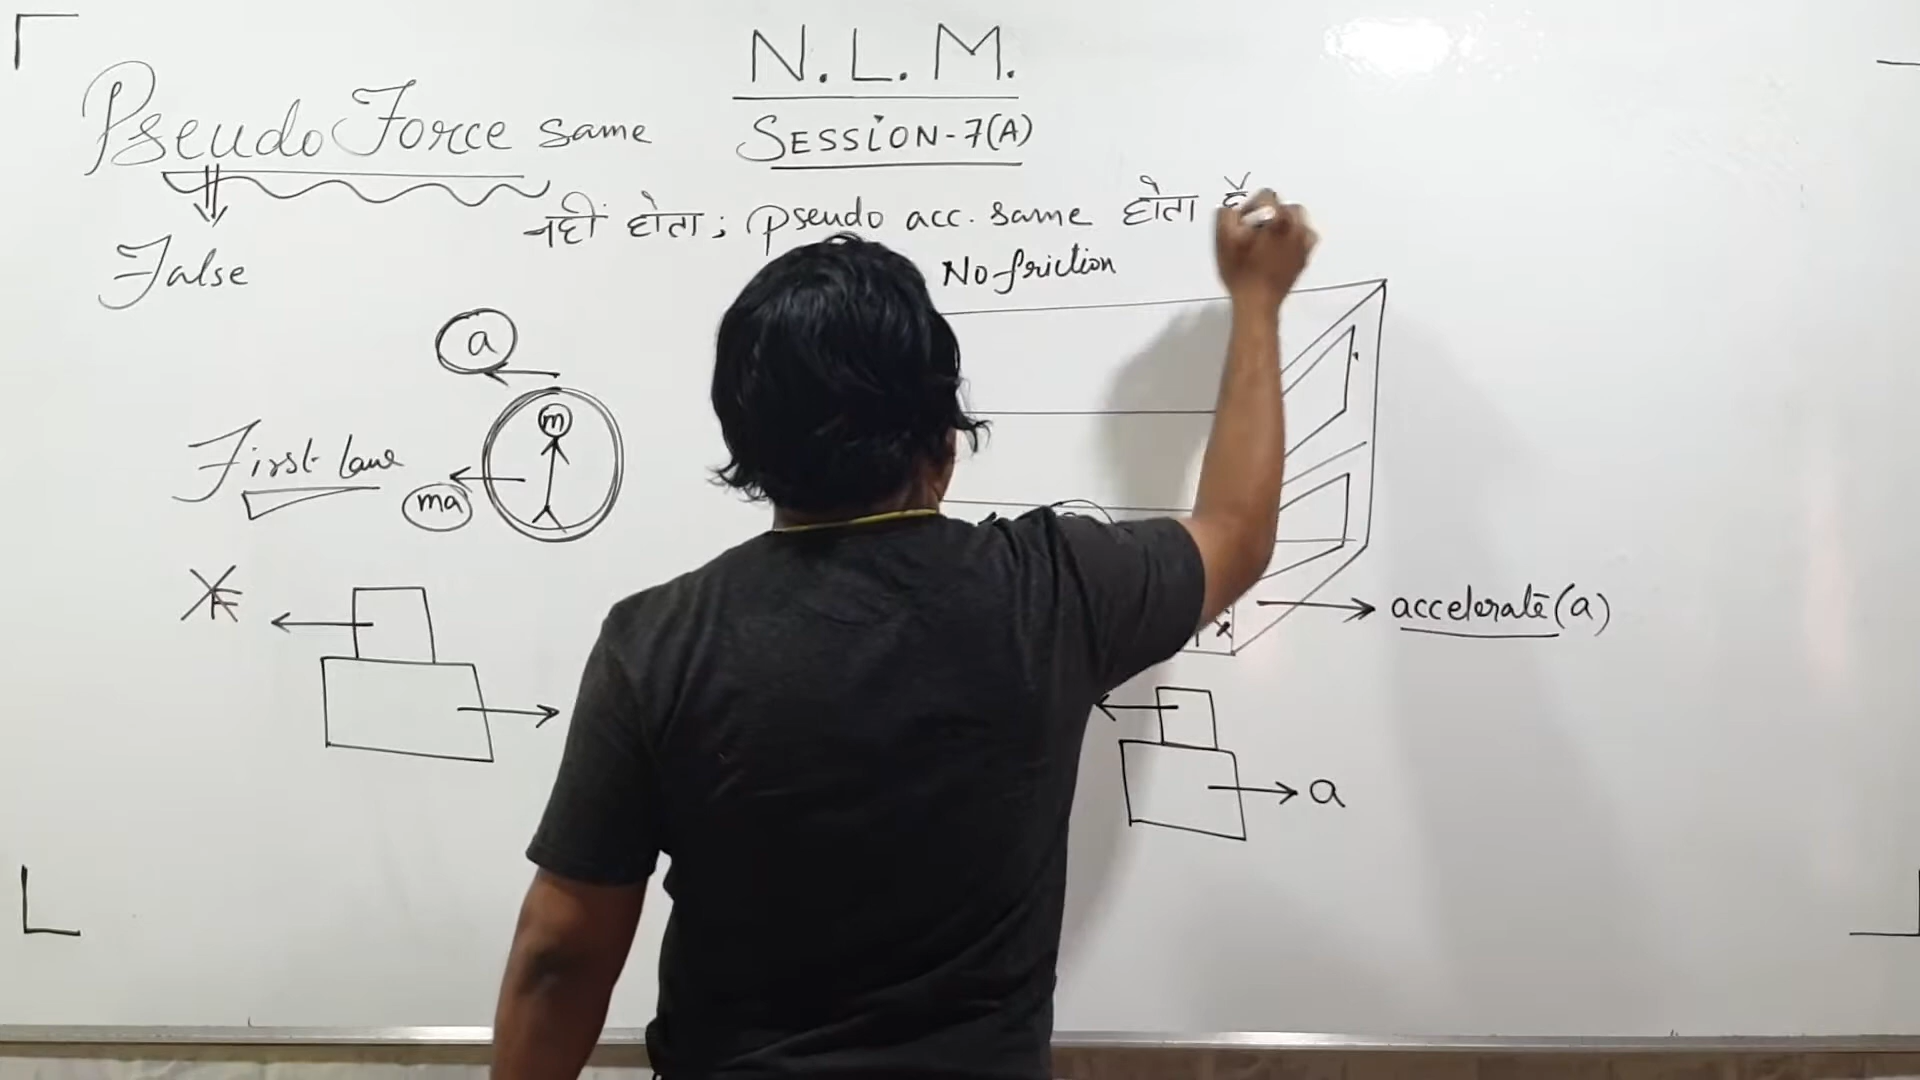 N.L.M.
SESSION-7(A)
Pseudo Force same
नहीं होता; pseudo acc. same होता
False
No friction
a
m
First law
ma
F
accelerate (a)
a